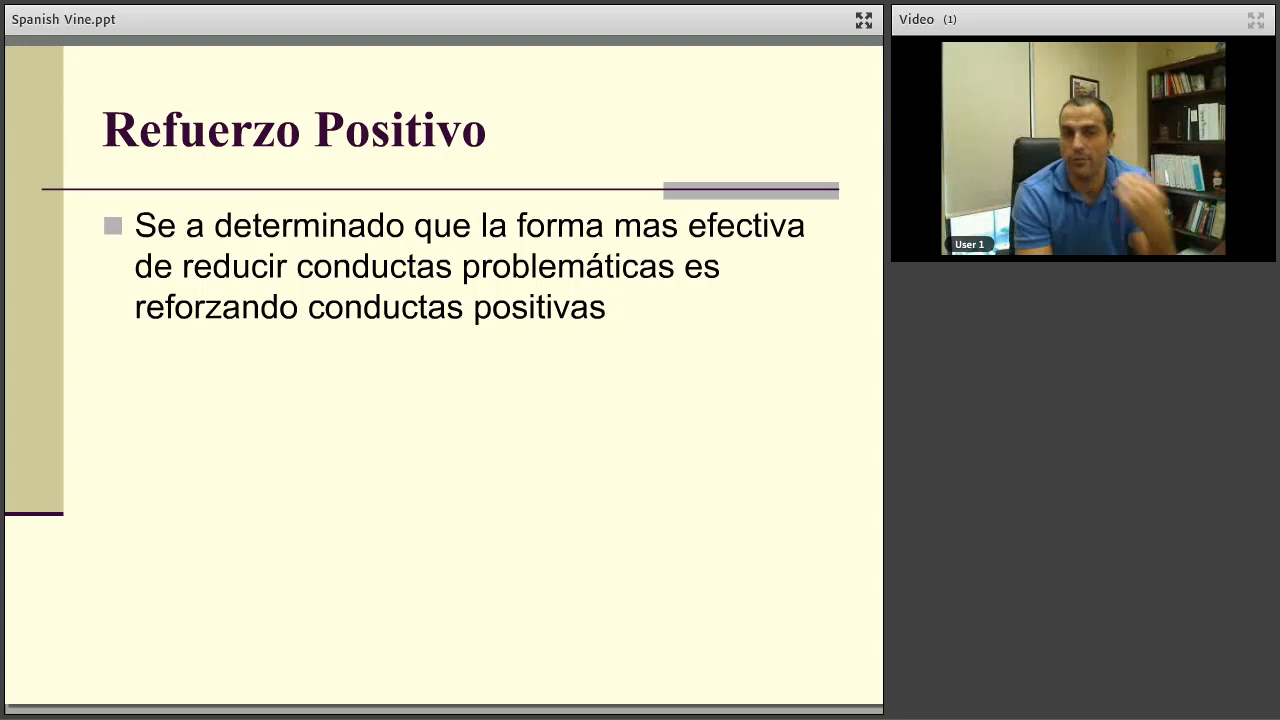 Spanish Vine.ppt
Video (1)
Refuerzo Positivo
Se a determinado que la forma mas efectiva
de reducir conductas problemáticas es
reforzando conductas positivas
User 1